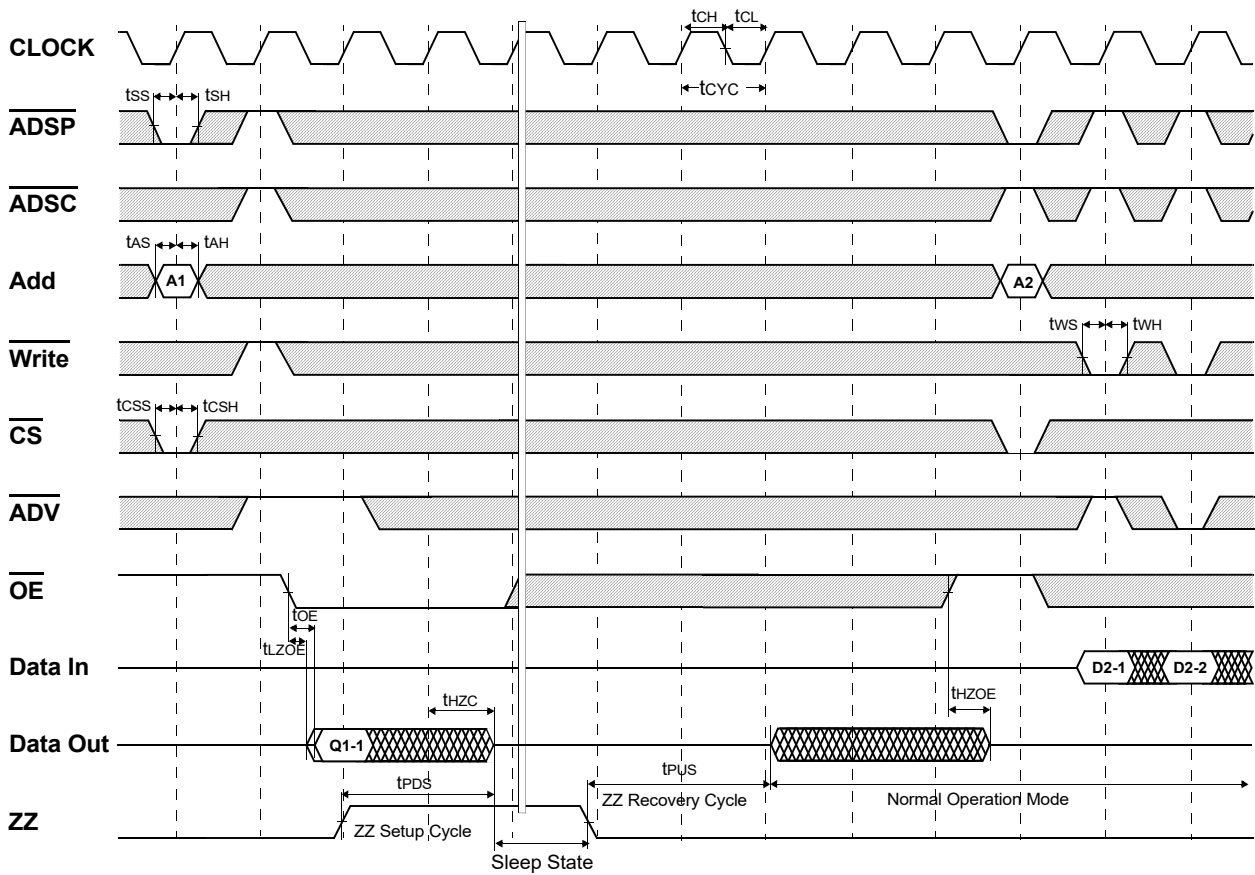 tCH tCL
CLOCK
tCYC
tSS tSH
ADSP
ADSC
tAS tAH
Add A1 A2
tWS tWH
Write
tCSS tCSH
CS
ADV
OE
tOE
tLZOE
Data In D2-1 D2-2
tHZC tHZOE
Data Out Q1-1
tPDS tPUS
ZZ Recovery Cycle Normal Operation Mode
ZZ ZZ Setup Cycle
Sleep State